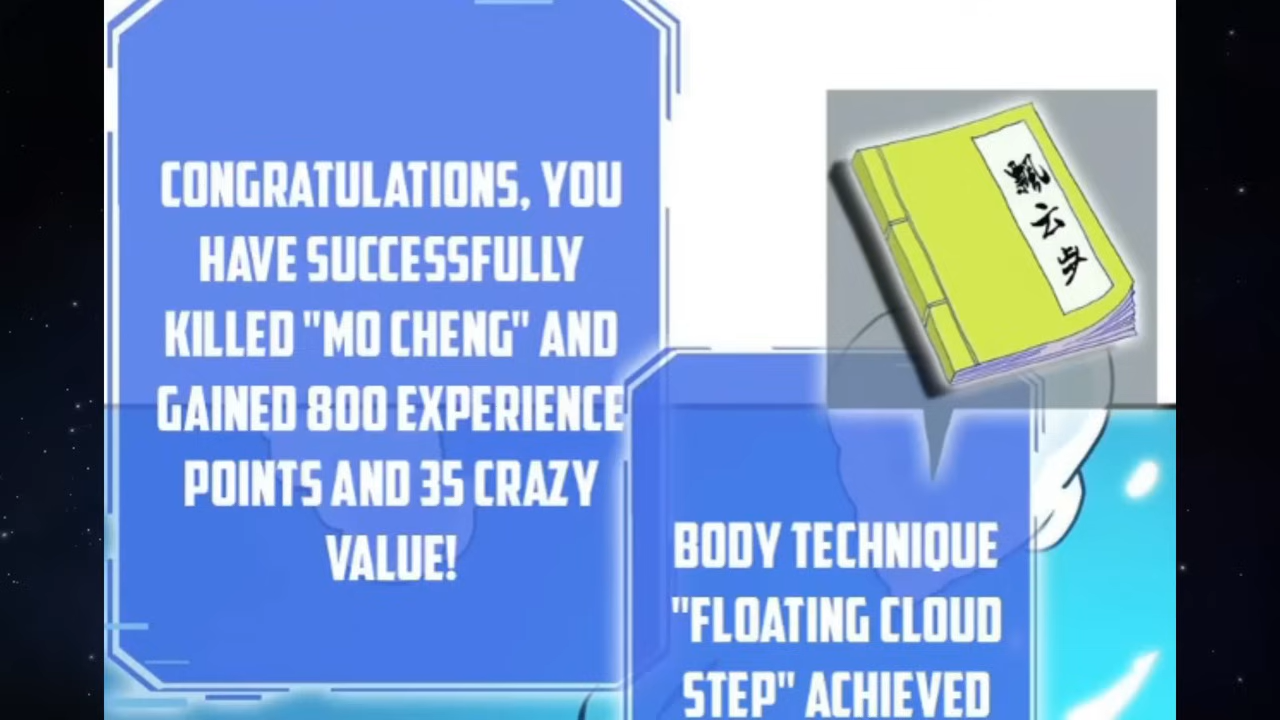 CONGRATULATIONS, YOU
HAVE SUCCESSFULLY
KILLED "MO CHENG" AND
GAINED 800 EXPERIENCE
POINTS AND 35 CRAZY
VALUE!
飘云步
BODY TECHNIQUE
"FLOATING CLOUD
STEP" ACHIEVED